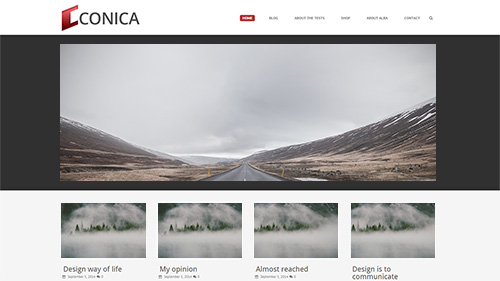 CONICA
HOME BLOG ABOUT THE TESTS SHOP ABOUT ALBA CONTACT
Design way of life
September 5, 2014 0
My opinion
September 5, 2014 5
Almost reached
September 5, 2014 0
Design is to
communicate